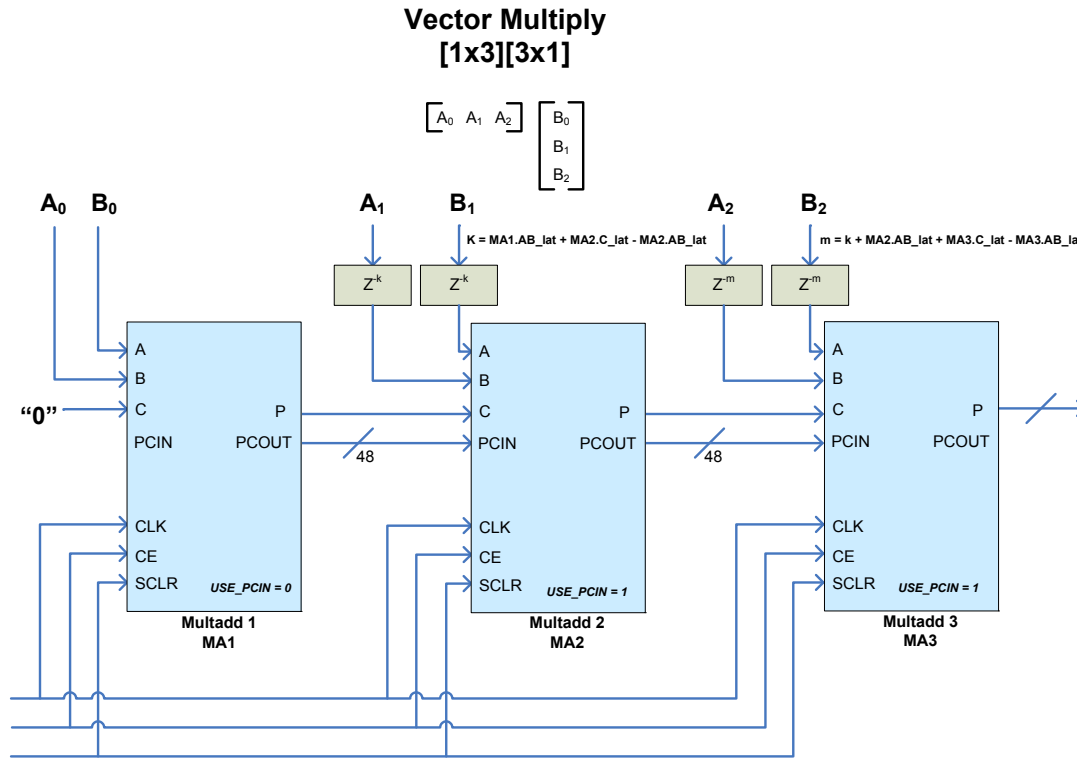 Vector Multiply
[1x3][3x1]
A0 A1 A2
B0
B1
B2
A0 B0 A1 B1 A2 B2
K = MA1.AB_lat + MA2.C_lat - MA2.AB_lat
m = k + MA2.AB_lat + MA3.C_lat - MA3.AB_la
Z-k Z-k Z-m Z-m
A
B
C
PCIN
P
PCOUT
CLK
CE
SCLR
USE_PCIN = 0
"0"
48
A
B
C
PCIN
P
PCOUT
CLK
CE
SCLR
USE_PCIN = 1
48
A
B
C
PCIN
P
PCOUT
CLK
CE
SCLR
USE_PCIN = 1
Multadd 1
MA1
Multadd 2
MA2
Multadd 3
MA3